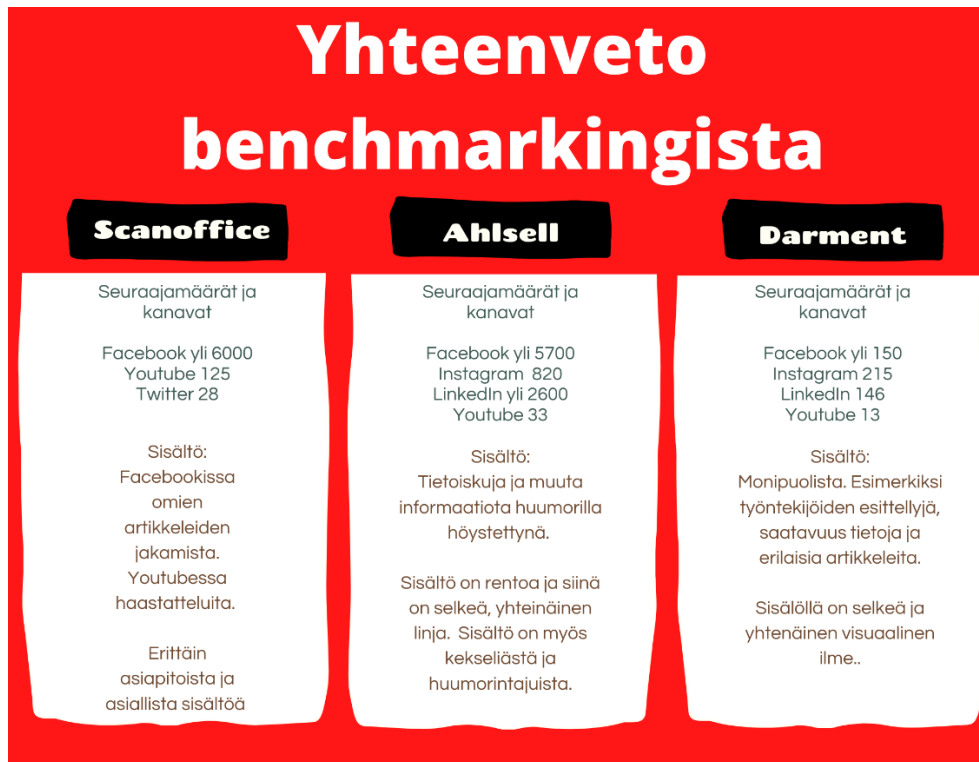 Yhteenveto
benchmarkingista
Scanoffice
Seuraajamäärät ja
kanavat
Facebook yli 6000
Youtube 125
Twitter 28
Sisältö:
Facebookissa
omien
artikkeleiden
jakamista.
Youtubessa
haastatteluita.
Erittäin
asiapitoista ja
asiallista sisältöä
Ahlsell
Seuraajamäärät ja
kanavat
Facebook yli 5700
Instagram 820
LinkedIn yli 2600
Youtube 33
Sisältö:
Tietoiskuja ja muuta
informaatiota huumorilla
höystettynä.
Sisältö on rentoa ja siinä
on selkeä, yhteinäinen
linja. Sisältö on myös
kekseliästä ja
huumorintajuista.
Darment
Seuraajamäärät ja
kanavat
Facebook yli 150
Instagram 215
LinkedIn 146
Youtube 13
Sisältö:
Monipuolista. Esimerkiksi
työntekijöiden esittellyjä,
saatavuus tietoja ja
erilaisia artikkeleita.
Sisälöllä on selkeä ja
yhtenäinen visuaalinen
ilme..